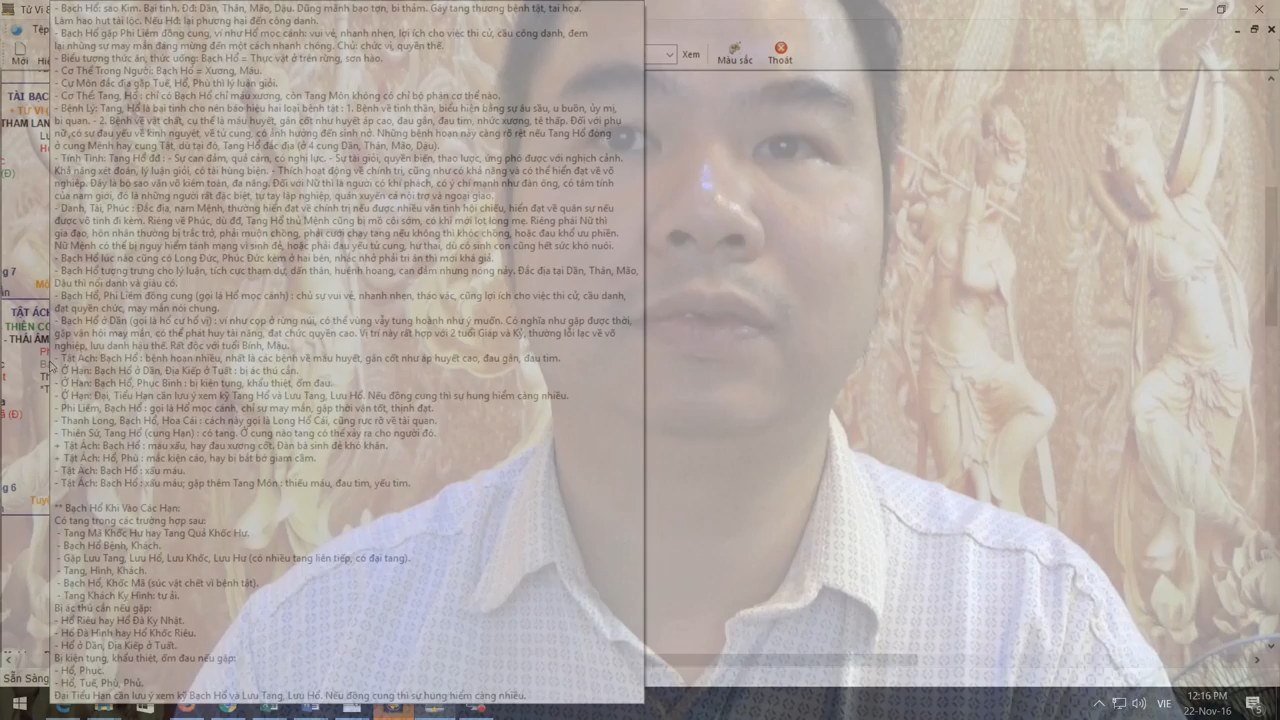 Tử Vi
Tệp
Mới
Xem
Màu sắc
Thoát
TÀI BẠC
+ TỬ VI
THAM LAN
ng 7
ân
TẬT ÁCH
THIÊN CO
- THÁI ÂM
ng 6
Tuy
Sẵn Sàng
- Bạch Hổ: sao Kim. Bại tinh. Đđ: Dần, Thân, Mão, Dậu. Dũng mãnh bạo tợn, bi thảm. Gây tang thương bệnh tật, tai họa.
Làm hao hụt tài lộc. Nếu Hđ: lại phương hại đến công danh.
- Bạch Hổ gặp Phi Liêm đồng cung, ví như Hổ mọc cánh: vui vẻ, nhanh nhẹn, lợi ích cho việc thi cử, cầu công danh, đem
lại những sự may mắn đáng mừng đến một cách nhanh chóng. Chủ: chức vị, quyền thế.
- Biểu tượng thức ăn, thức uống: Bạch Hổ = Thực vật ở trên rừng, sơn hào.
- Cơ Thể Trong Người: Bạch Hổ = Xương, Máu.
- Cự Môn đắc địa gặp Tuế, Hổ, Phù thì lý luận giỏi.
- Cơ Thể: Tang, Hổ : chỉ có Bạch Hổ chỉ máu xương, còn Tang Môn không có chỉ bộ phận cơ thể nào.
- Bệnh Lý: Tang, Hổ là bại tinh cho nên báo hiệu hai loại bệnh tật : 1. Bệnh về tinh thần, biểu hiện bằng sự âu sầu, u buồn, ủy mị,
bi quan. - 2. Bệnh về vật chất, cụ thể là máu huyết, gân cốt như huyết áp cao, đau gân, đau tim, nhức xương, tê thấp. Đối với phụ
nữ, có sự đau yếu về kinh nguyệt, về tử cung, có ảnh hưởng đến sinh nở. Những bệnh hoạn này càng rõ rệt nếu Tang Hổ đóng
ở cung Mệnh hay cung Tật, dù tại đó, Tang Hổ đắc địa (ở 4 cung Dần, Thân, Mão, Dậu).
- Tính Tình: Tang Hổ đđ : - Sự can đảm, quả cảm, có nghị lực. - Sự tài giỏi, quyền biến, thao lược, ứng phó được với nghịch cảnh.
Khả năng xét đoán, lý luận giỏi, có tài hùng biện. - Thích hoạt động về chính trị, cũng như có khả năng và có thể hiển đạt về võ
nghiệp. Đây là bộ sao văn võ kiêm toàn, đa năng. Đối với Nữ thì là người có khí phách, có ý chí mạnh như đàn ông, có tâm tính
của nam giới, đó là những người rất đặc biệt, tự tay lập nghiệp, quán xuyến cả nội trợ và ngoại giao.
- Danh, Tài, Phúc : Đắc địa, nam Mệnh, thường hiển đạt về chính trị nếu được nhiều văn tinh hội chiếu, hiển đạt về quân sự nếu
được võ tinh đi kèm. Riêng về Phúc, dù đđ, Tang Hổ thủ Mệnh cũng bị mồ côi sớm, có khi mới lọt lòng mẹ. Riêng phái Nữ thì
gia đạo, hôn nhân thường bị trắc trở, phải muộn chồng, phải cưới chạy tang nếu không thì khóc chồng, hoặc đau khổ ưu phiền.
Nữ Mệnh có thể bị nguy hiểm tánh mạng vì sinh đẻ, hoặc phải đau yếu tử cung, hư thai, dù có sinh con cũng hết sức khó nuôi.
- Bạch Hổ lúc nào cũng có Long Đức, Phúc Đức kèm ở hai bên, nhắc nhở phải tri ân thì mới khá giả.
- Bạch Hổ tượng trưng cho lý luận, tích cực tham dự, dấn thân, huênh hoang, can đảm nhưng nóng nảy. Đắc địa tại Dần, Thân, Mão,
Dậu thì nổi danh và giàu có.
- Bạch Hổ, Phi Liêm đồng cung (gọi là Hổ mọc cánh) : chủ sự vui vẻ, nhanh nhẹn, tháo vác, cũng lợi ích cho việc thi cử, cầu danh,
đạt quyền chức, may mắn nói chung.
- Bạch Hổ ở Dần (gọi là hổ cư hổ vị) : ví như cọp ở rừng núi, có thể vùng vẫy tung hoành như ý muốn. Có nghĩa như gặp được thời,
gặp vận hội may mắn, có thể phát huy tài năng, đạt chức quyền cao. Vị trí này rất hợp với 2 tuổi Giáp và Kỷ, thường lỗi lạc về võ
nghiệp, lưu danh hậu thế. Rất độc với tuổi Bính, Mậu.
- Tật Ách: Bạch Hổ : bệnh hoạn nhiều, nhất là các bệnh về máu huyết, gân cốt như áp huyết cao, đau gân, đau tim.
- Ở Hạn: Bạch Hổ ở Dần, Địa Kiếp ở Tuất : bị ác thú cắn.
- Ở Hạn: Bạch Hổ, Phục Binh : bị kiện tụng, khẩu thiệt, ốm đau.
- Ở Hạn: Đại, Tiểu Hạn cần lưu ý xem kỹ Tang Hổ và Lưu Tang, Lưu Hổ. Nếu đồng cung thì sự hung hiểm càng nhiều.
- Phi Liêm, Bạch Hổ : gọi là Hổ mọc cánh, chỉ sự may mắn, gặp thời vận tốt, thịnh đạt.
- Thanh Long, Bạch Hổ, Hoa Cái : cách này gọi là Long Hổ Cái, cũng rực rỡ về tài quan.
- Thiên Sứ, Tang Hổ (cung Hạn) : có tang. Ở cung nào tang có thể xảy ra cho người đó.
+ Tật Ách: Bạch Hổ : máu xấu, hay đau xương cốt. Đàn bà sinh đẻ khó khăn.
+ Tật Ách: Hổ, Phù : mắc kiện cáo, hay bị bắt bớ giam cầm.
- Tật Ách: Bạch Hổ : xấu máu.
- Tật Ách: Bạch Hổ : xấu máu; gặp thêm Tang Môn : thiếu máu, đau tim, yếu tim.
** Bạch Hổ Khi Vào Các Hạn:
Có tang trong các trường hợp sau:
- Tang Mã Khốc Hư hay Tang Quả Khốc Hư.
- Bạch Hổ Bệnh, Khách.
- Gặp Lưu Tang, Lưu Hổ, Lưu Khốc, Lưu Hư (có nhiều tang liên tiếp, có đại tang).
- Tang, Hình, Khách.
- Bạch Hổ, Khốc Mã (súc vật chết vì bệnh tật).
- Tang Khách Kỵ Hình: tự ải.
Bị ác thú cắn nếu gặp:
- Hổ Riêu hay Hổ Đà Kỵ Nhật.
- Hổ Đà Hình hay Hổ Khốc Riêu.
- Hổ ở Dần, Địa Kiếp ở Tuất.
Bị kiện tụng, khẩu thiệt, ốm đau nếu gặp:
- Hổ, Phục.
- Hổ, Tuế, Phù, Phủ.
Đại Tiểu Hạn cần lưu ý xem kỹ Bạch Hổ và Lưu Tang, Lưu Hổ. Nếu đồng cung thì sự hung hiểm càng nhiều.
VIE
12:16 PM
22-Nov-16
5